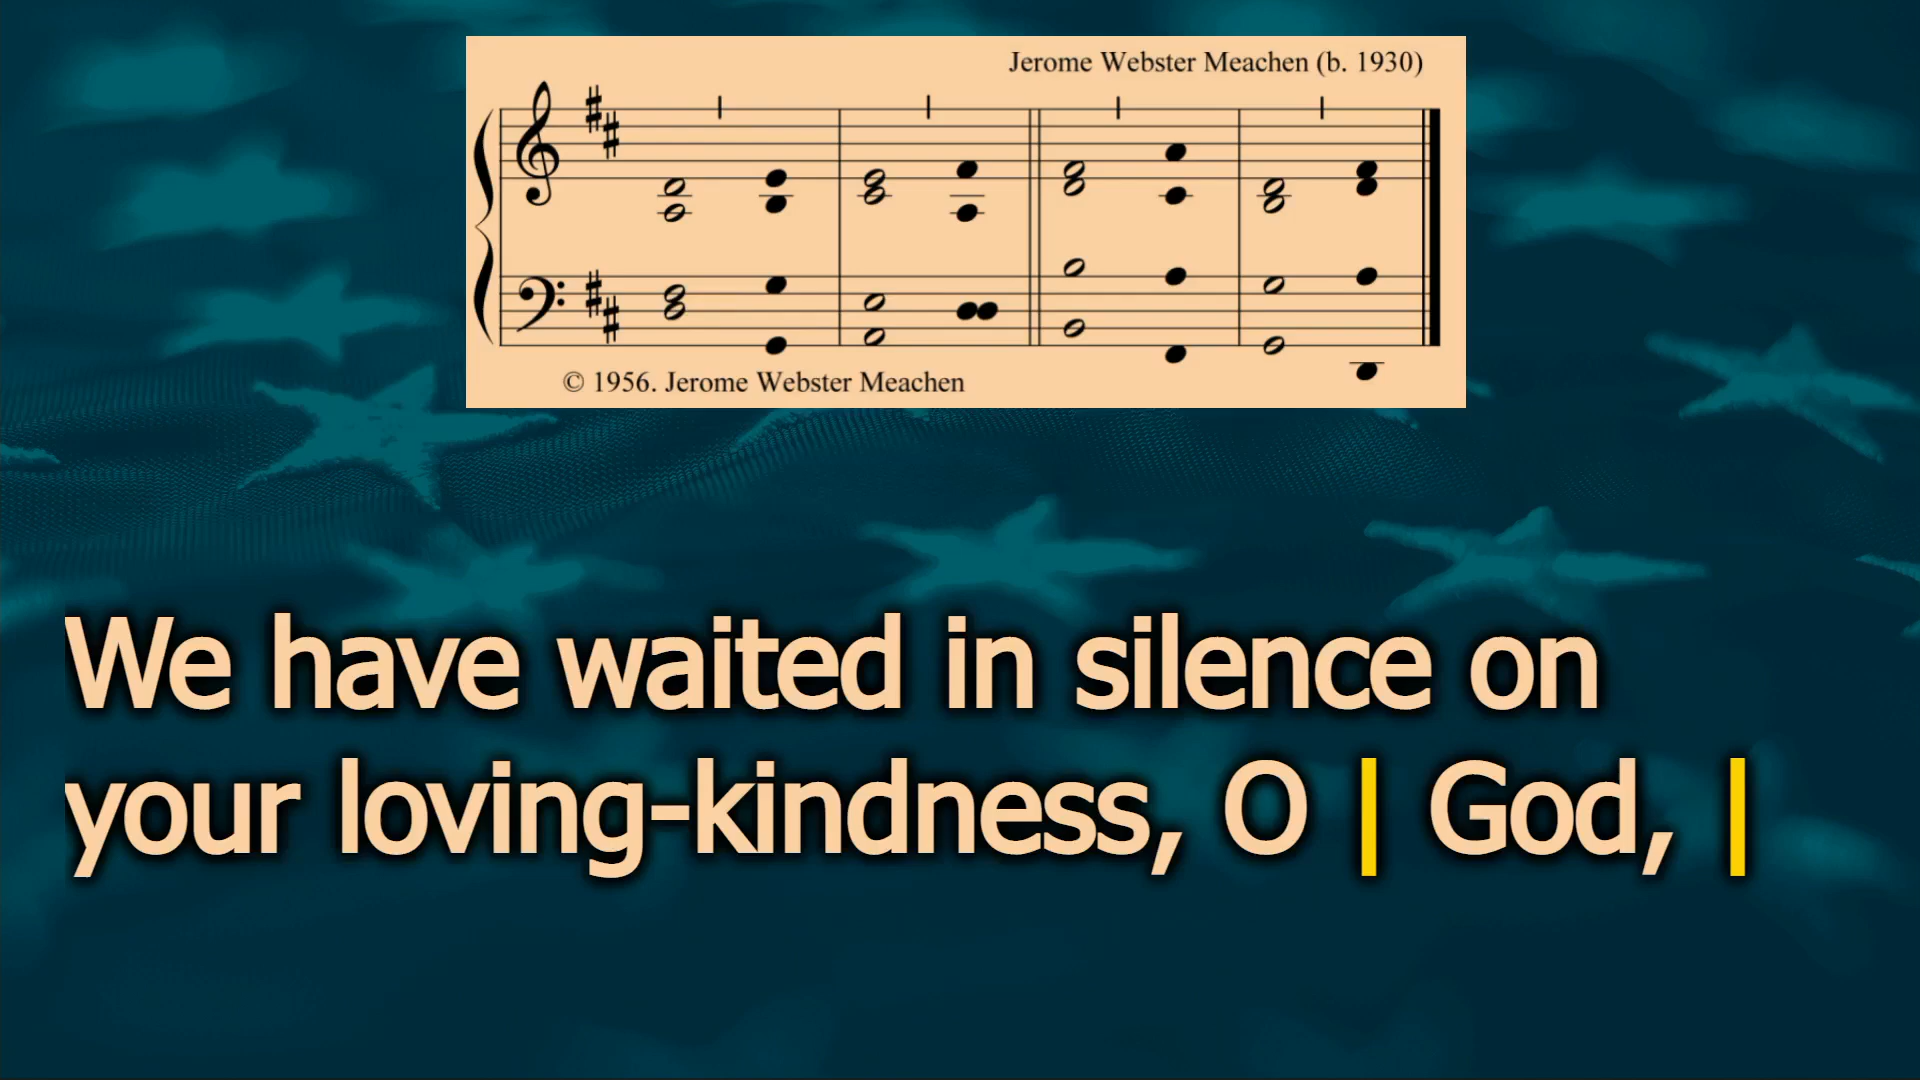 Jerome Webster Meachen (b. 1930)
© 1956. Jerome Webster Meachen
We have waited in silence on
your loving-kindness, O | God, |